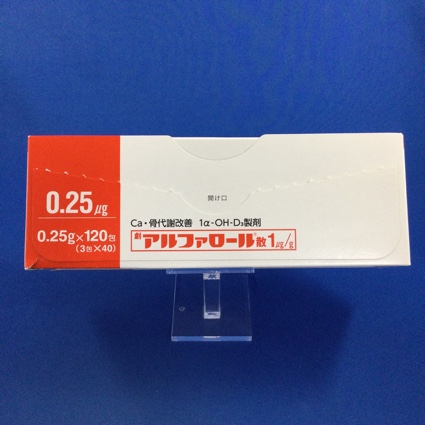 開け口
0.25㎍
0.25g×120包
(3包×40)
Ca・骨代謝改善 1α-OH-D₃製剤
劇 アルファロール®散1㎍/g